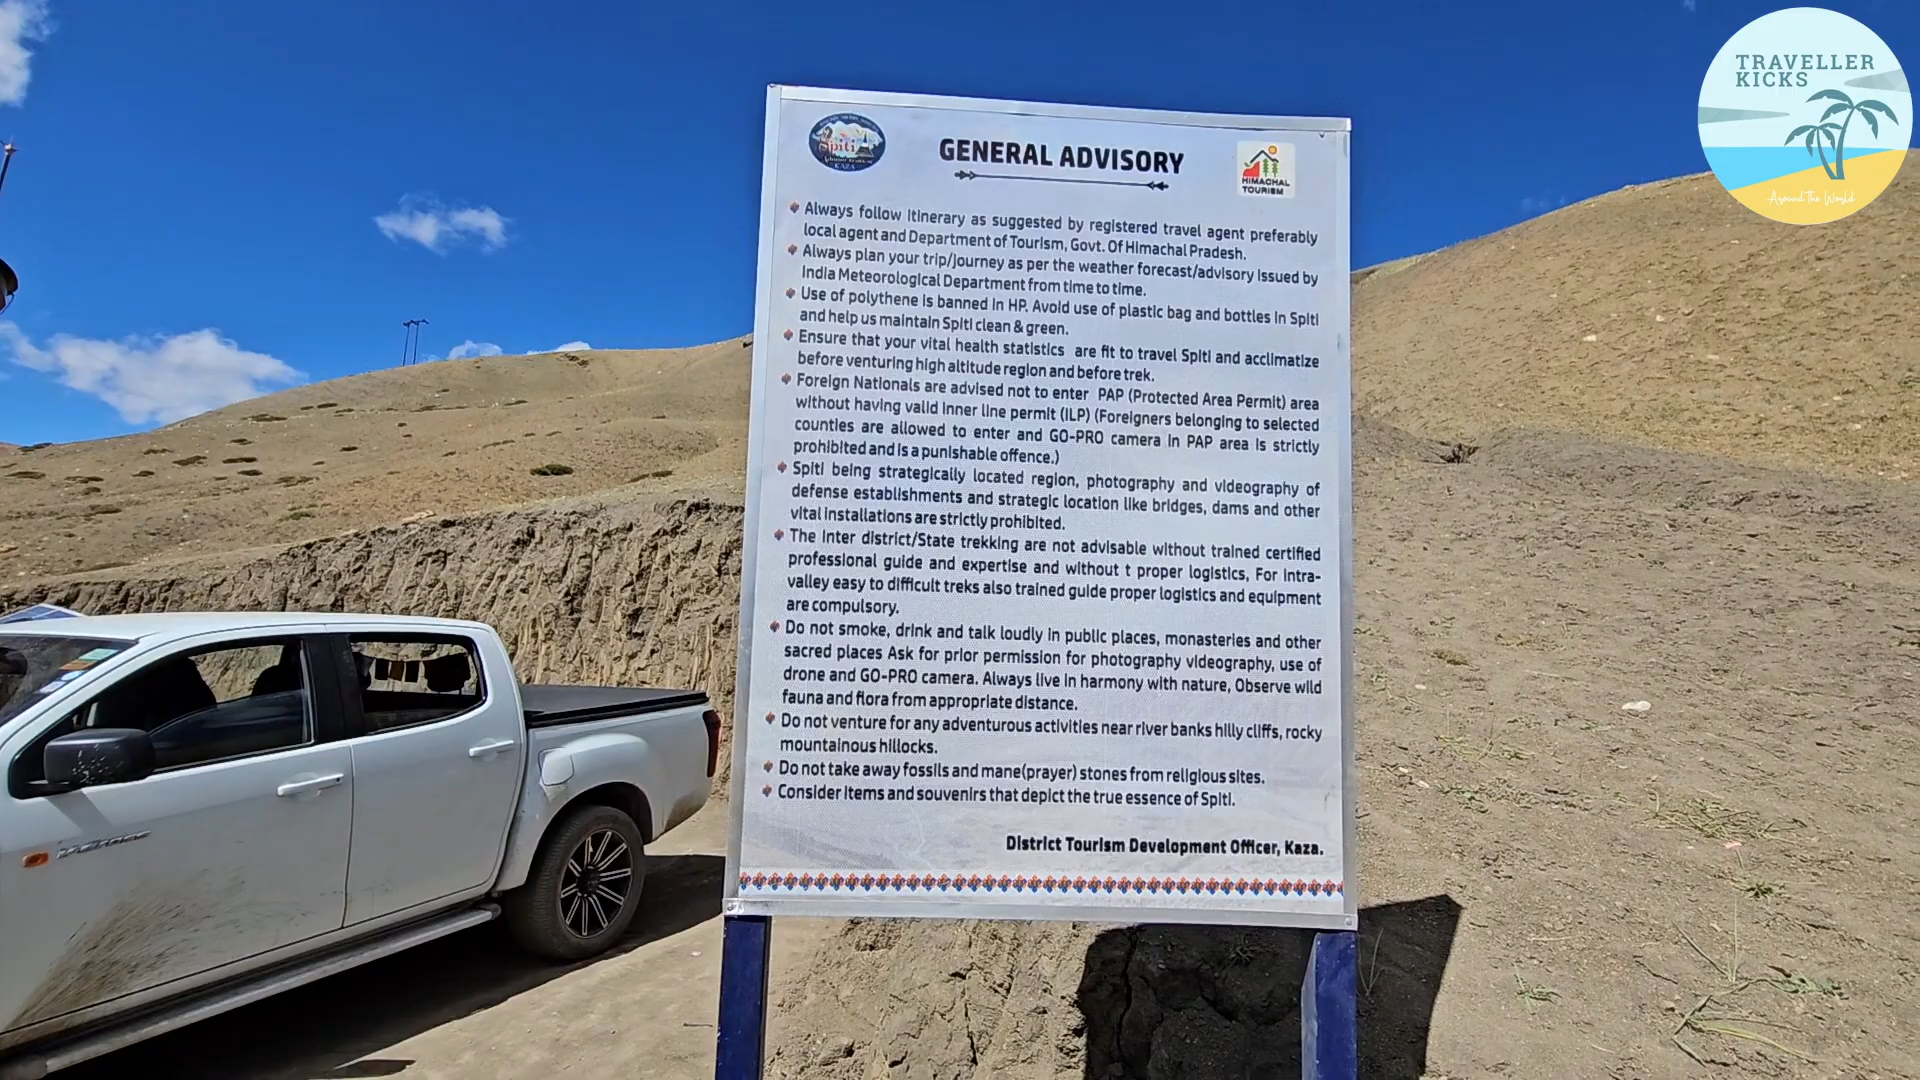 TRAVELLER
KICKS
Around The World
Spiti
KAZA
GENERAL ADVISORY
HIMACHAL
TOURISM
Always follow itinerary as suggested by registered travel agent preferably
local agent and Department of Tourism, Govt. Of Himachal Pradesh.
Always plan your trip/journey as per the weather forecast/advisory issued by
India Meteorological Department from time to time.
Use of polythene is banned in HP. Avoid use of plastic bag and bottles in Spiti
and help us maintain Spiti clean & green.
Ensure that your vital health statistics are fit to travel Spiti and acclimatize
before venturing high altitude region and before trek.
Foreign Nationals are advised not to enter PAP (Protected Area Permit) area
without having valid inner line permit (ILP) (Foreigners belonging to selected
counties are allowed to enter and GO-PRO camera in PAP area is strictly
prohibited and is a punishable offence.)
Spiti being strategically located region, photography and videography of
defense establishments and strategic location like bridges, dams and other
vital installations are strictly prohibited.
The inter district/State trekking are not advisable without trained certified
professional guide and expertise and without t proper logistics, For intra-
valley easy to difficult treks also trained guide proper logistics and equipment
are compulsory.
Do not smoke, drink and talk loudly in public places, monasteries and other
sacred places Ask for prior permission for photography videography, use of
drone and GO-PRO camera. Always live in harmony with nature, Observe wild
fauna and flora from appropriate distance.
Do not venture for any adventurous activities near river banks hilly cliffs, rocky
mountainous hillocks.
Do not take away fossils and mane(prayer) stones from religious sites.
Consider items and souvenirs that depict the true essence of Spiti.
District Tourism Development Officer, Kaza.